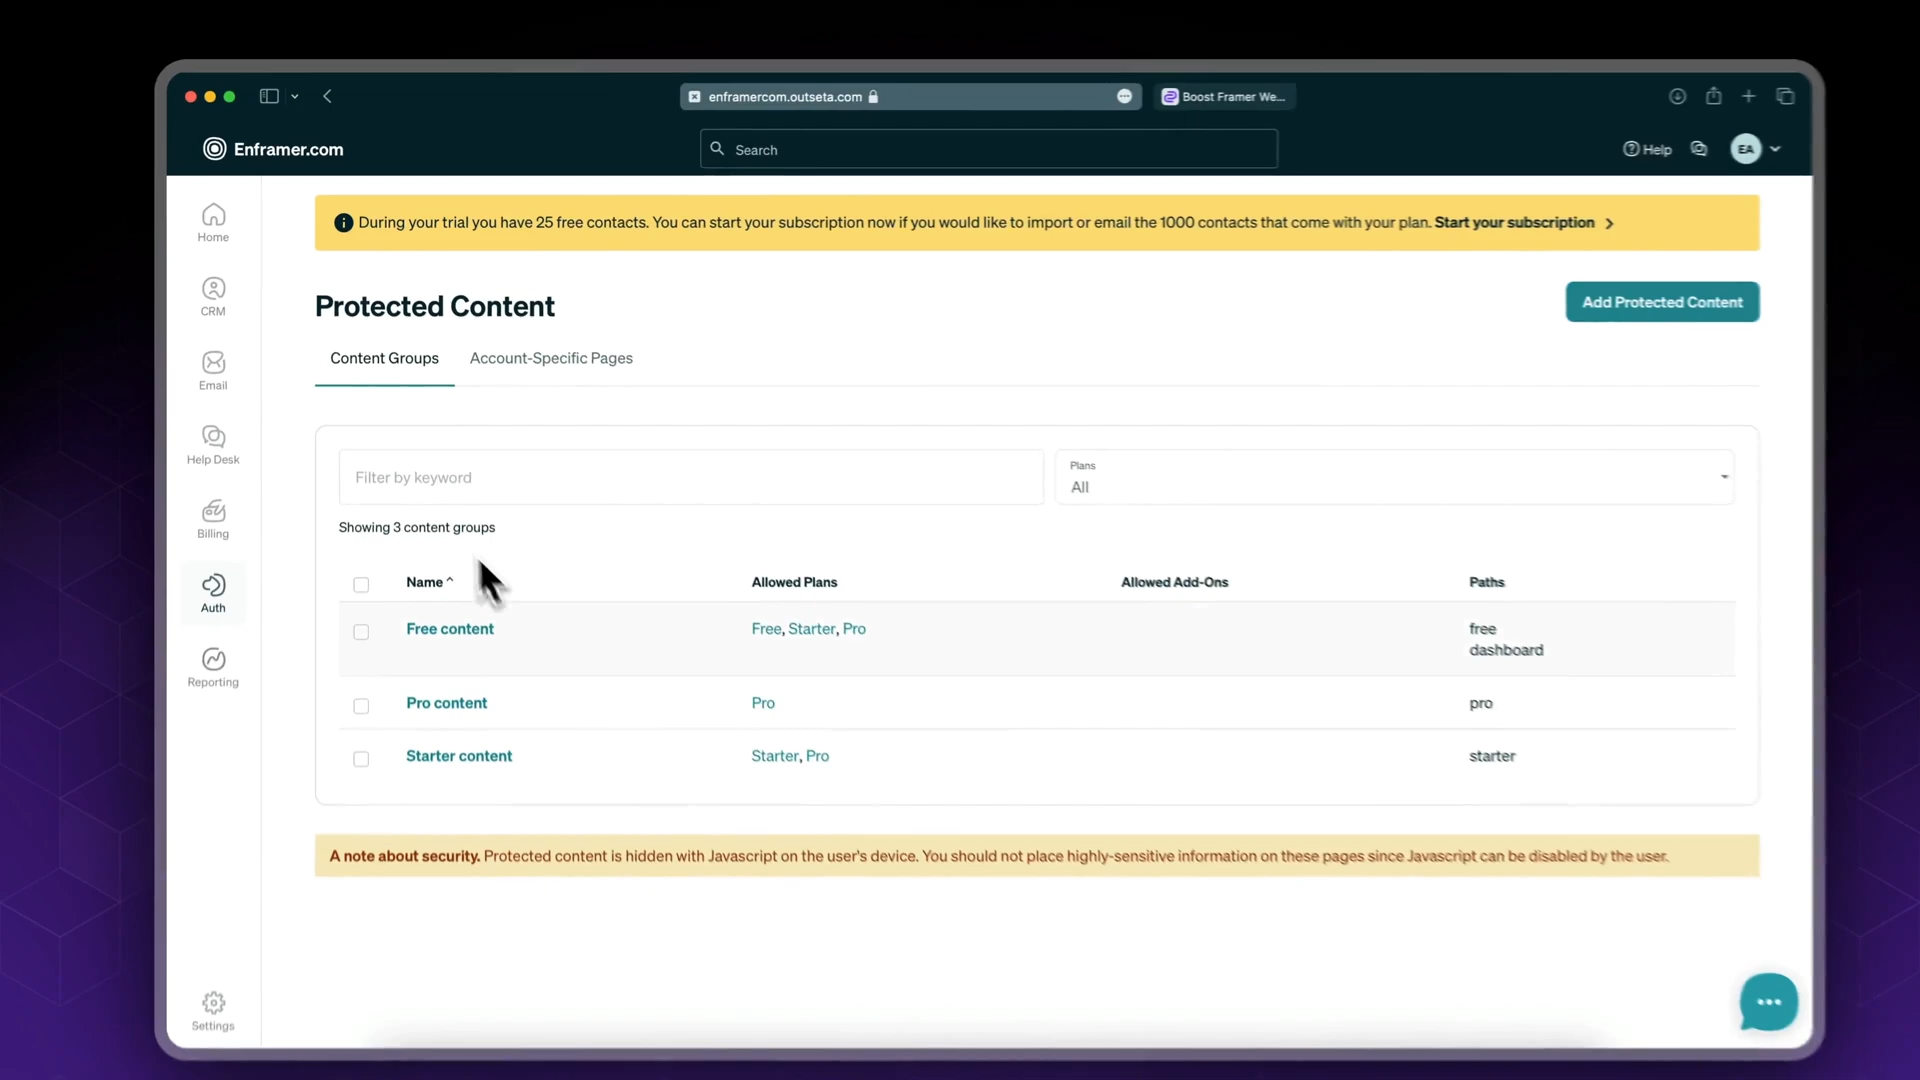 enframercom.outseta.com
Boost Framer We...
Enframer.com
Search
Help
EA
During your trial you have 25 free contacts. You can start your subscription now if you would like to import or email the 1000 contacts that come with your plan. Start your subscription
Home
CRM
Email
Help Desk
Billing
Auth
Reporting
Settings
Protected Content
Add Protected Content
Content Groups
Account-Specific Pages
Filter by keyword
Plans
All
Showing 3 content groups
Name
Allowed Plans
Allowed Add-Ons
Paths
Free content
Free, Starter, Pro
free
dashboard
Pro content
Pro
pro
Starter content
Starter, Pro
starter
A note about security. Protected content is hidden with Javascript on the user's device. You should not place highly-sensitive information on these pages since Javascript can be disabled by the user.